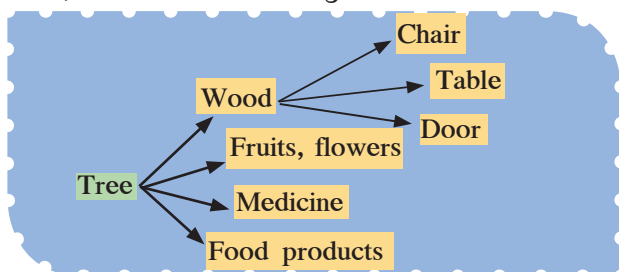 Chair
Wood
Table
Door
Fruits, flowers
Tree
Medicine
Food products